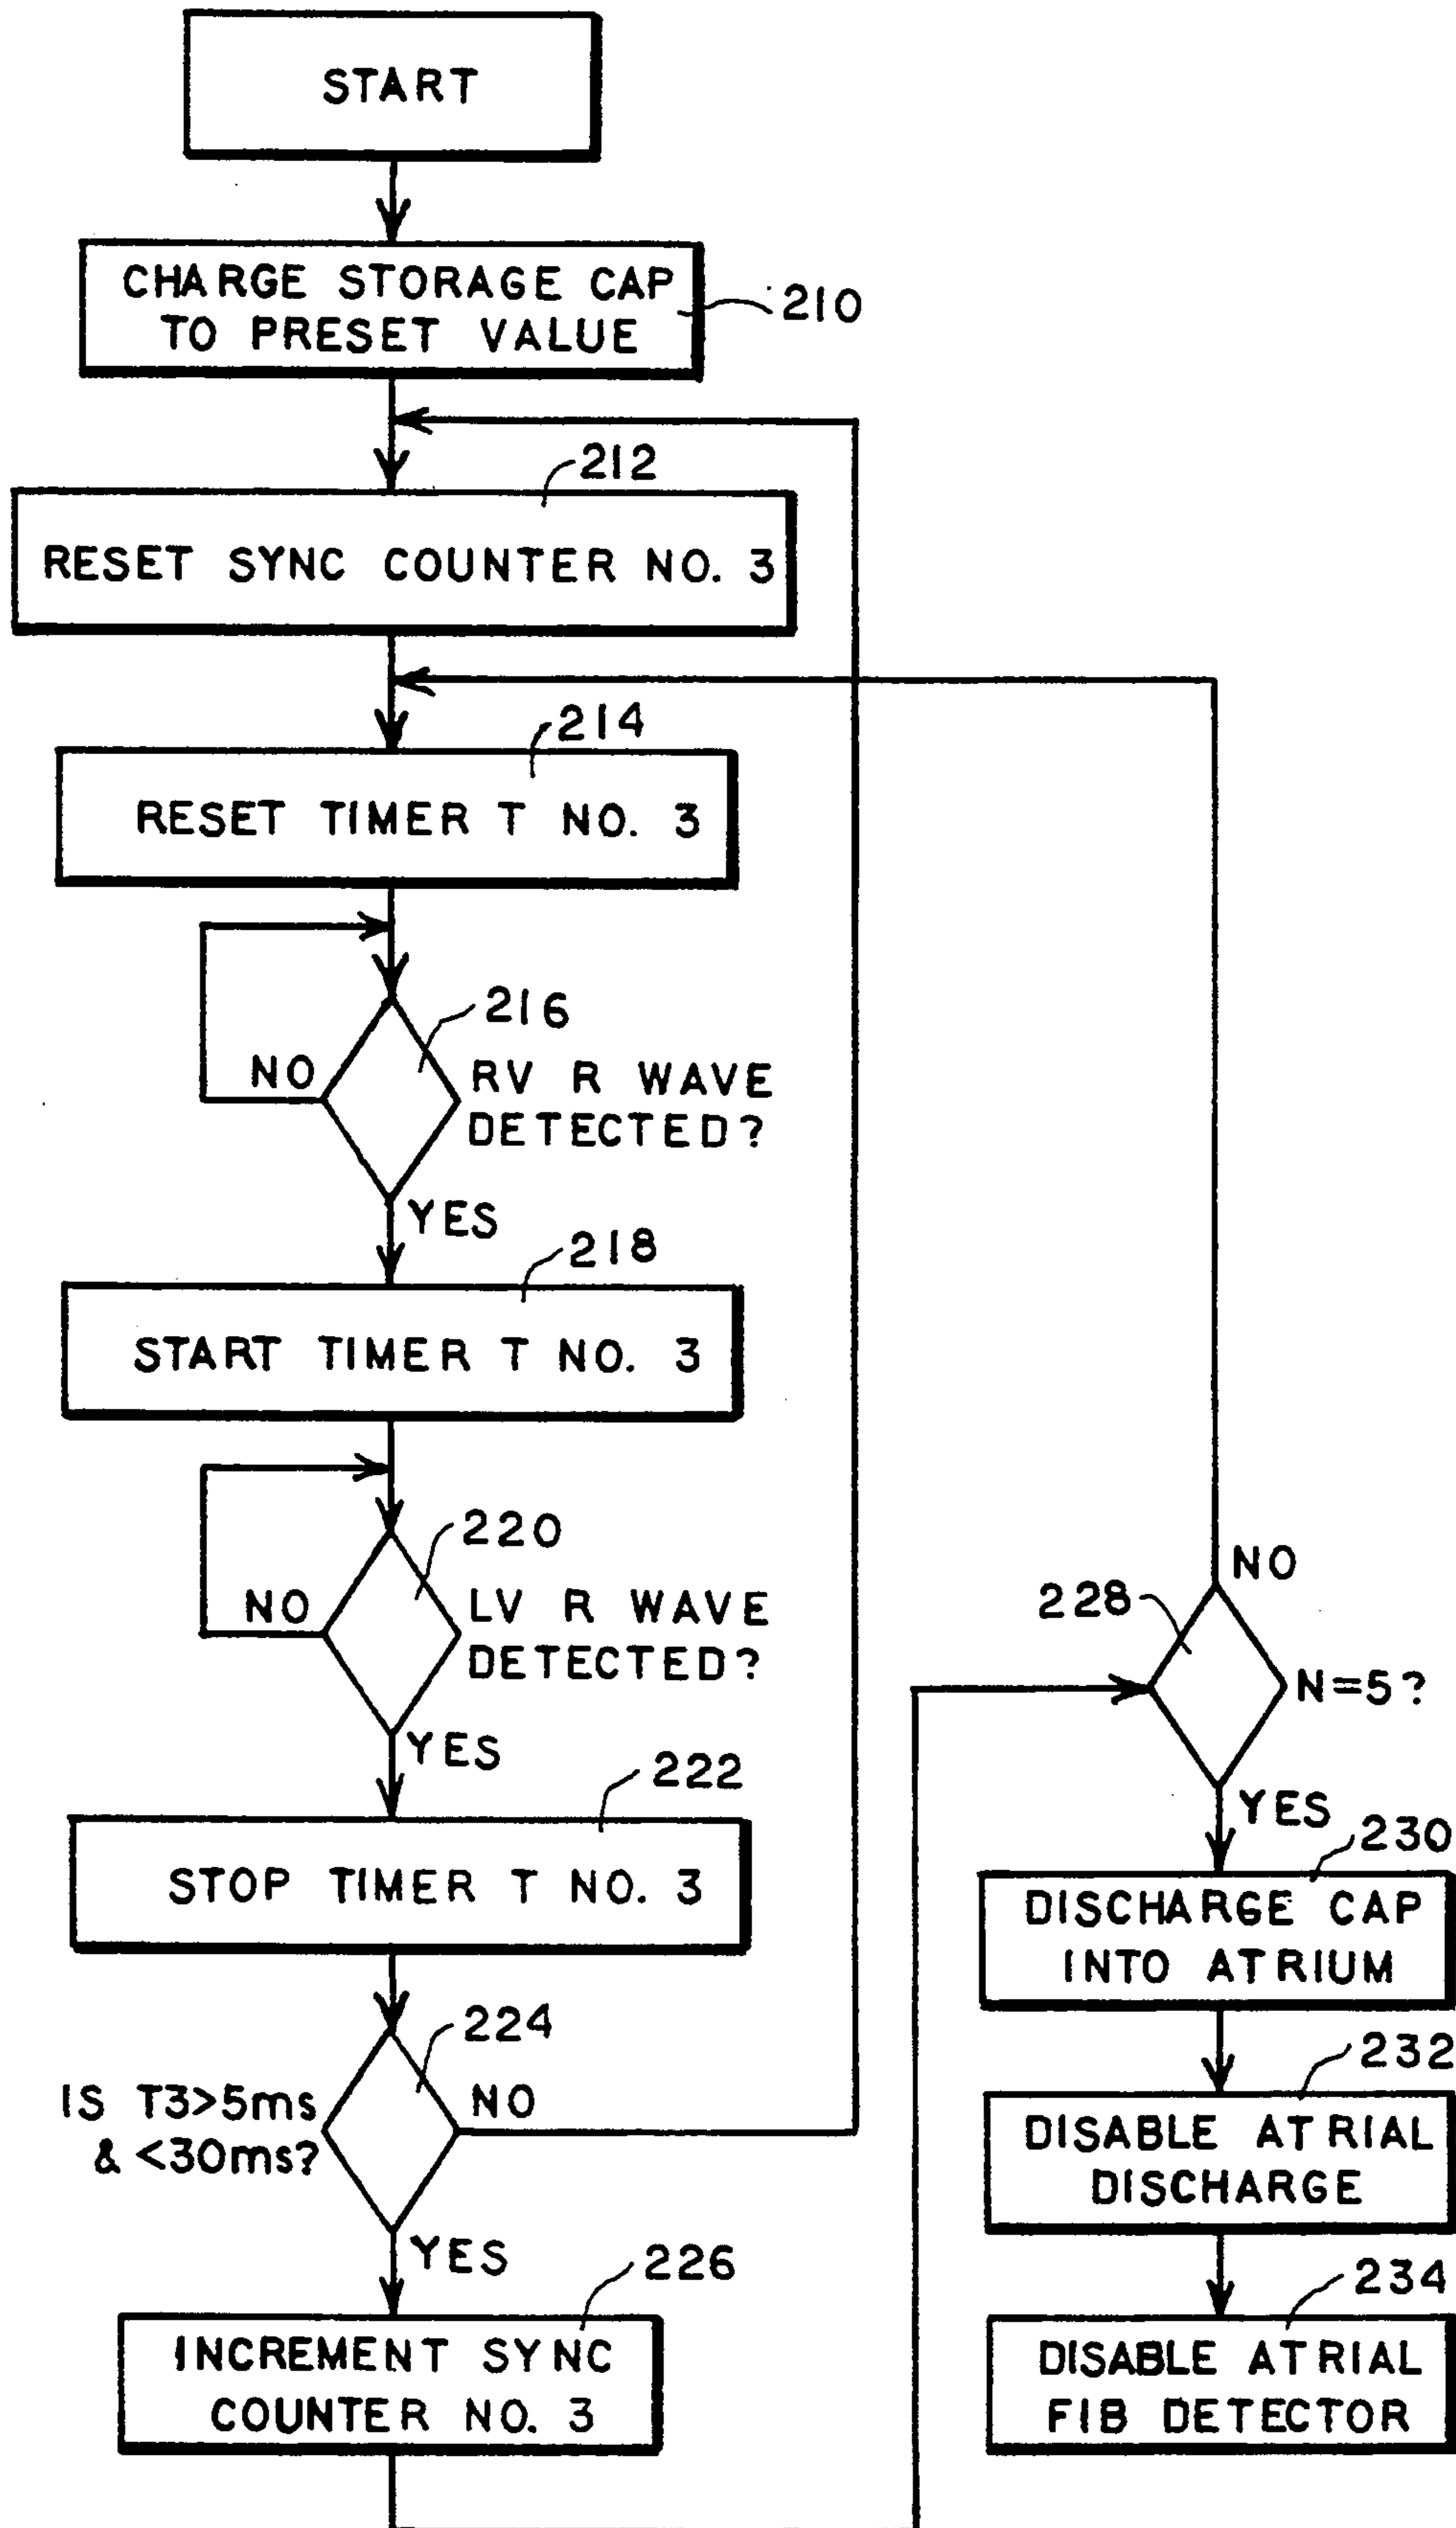 START
CHARGE STORAGE CAP
TO PRESET VALUE
210
212
RESET SYNC COUNTER NO. 3
214
RESET TIMER T NO. 3
216
NO
RV R WAVE
DETECTED?
YES
218
START TIMER T NO. 3
220
NO
LV R WAVE
DETECTED?
YES
222
STOP TIMER T NO. 3
224
IS T3>5ms
& <30ms?
NO
YES
226
INCREMENT SYNC
COUNTER NO. 3
NO
228
N=5?
YES
230
DISCHARGE CAP
INTO ATRIUM
232
DISABLE ATRIAL
DISCHARGE
234
DISABLE ATRIAL
FIB DETECTOR